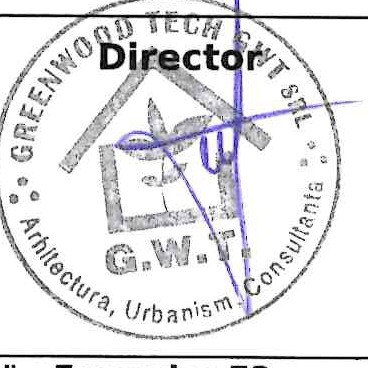 GREENWOOD TECH GWT SRL
Director
G.W.T.
Arhitectura, Urbanism, Consultanta